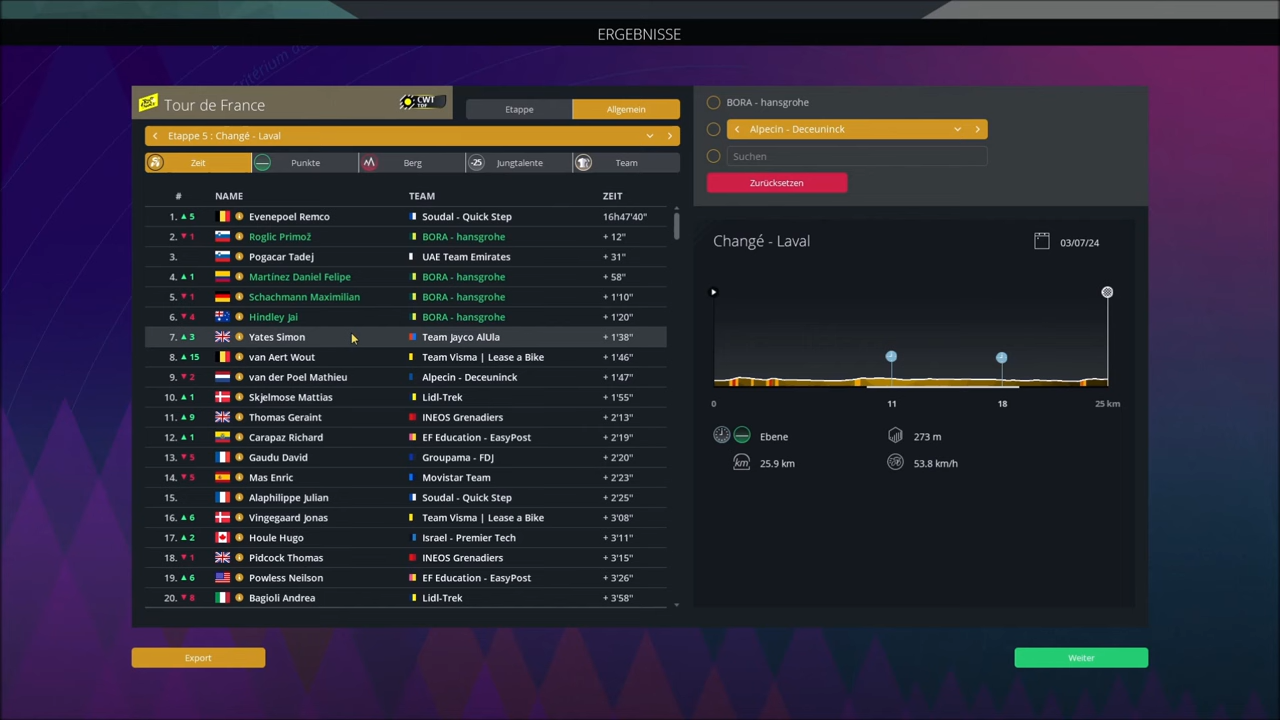 ERGEBNISSE
Tour de France
CWT
TDF
Etappe
Allgemein
Etappe 5 : Changé - Laval
Zeit
Punkte
Berg
-25
Jungtalente
Team
# NAME TEAM ZEIT
1. 5 Evenepoel Remco Soudal - Quick Step 16h47'40"
2. 1 Roglic Primož BORA - hansgrohe + 12"
3. Pogacar Tadej UAE Team Emirates + 31"
4. 1 Martínez Daniel Felipe BORA - hansgrohe + 58"
5. 1 Schachmann Maximilian BORA - hansgrohe + 1'10"
6. 4 Hindley Jai BORA - hansgrohe + 1'20"
7. 3 Yates Simon Team Jayco AlUla + 1'38"
8. 15 van Aert Wout Team Visma | Lease a Bike + 1'46"
9. 2 van der Poel Mathieu Alpecin - Deceuninck + 1'47"
10. 1 Skjelmose Mattias Lidl-Trek + 1'55"
11. 9 Thomas Geraint INEOS Grenadiers + 2'13"
12. 1 Carapaz Richard EF Education - EasyPost + 2'19"
13. 5 Gaudu David Groupama - FDJ + 2'20"
14. 5 Mas Enric Movistar Team + 2'23"
15. Alaphilippe Julian Soudal - Quick Step + 2'25"
16. 6 Vingegaard Jonas Team Visma | Lease a Bike + 3'08"
17. 2 Houle Hugo Israel - Premier Tech + 3'11"
18. 1 Pidcock Thomas INEOS Grenadiers + 3'15"
19. 6 Powless Neilson EF Education - EasyPost + 3'26"
20. 8 Bagioli Andrea Lidl-Trek + 3'58"
BORA - hansgrohe
Alpecin - Deceuninck
Suchen
Zurücksetzen
Changé - Laval
03/07/24
0 11 18 25 km
Ebene
273 m
km
25.9 km
53.8 km/h
Export
Weiter